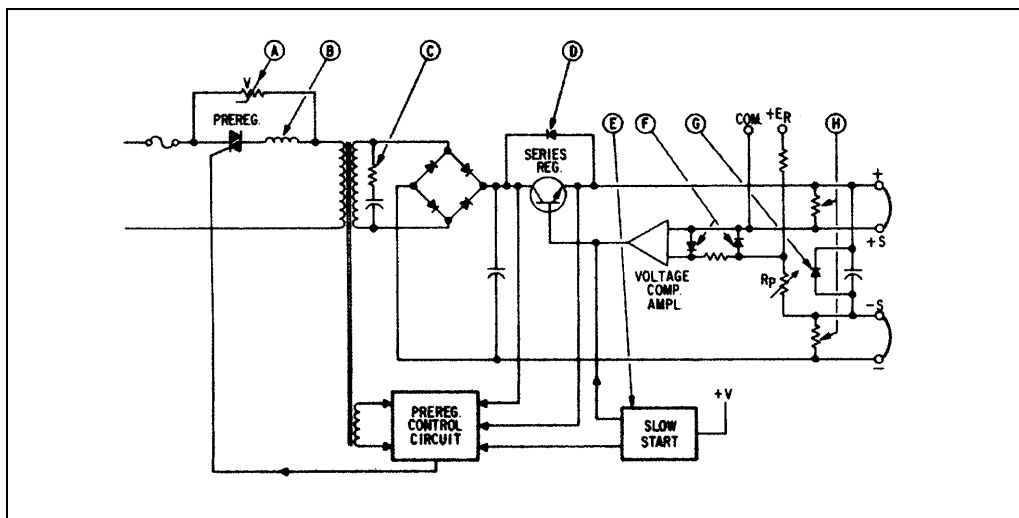 A B C D
V
PREREG.
E F G COM. +ER H
SERIES
REG.
+
+S
VOLTAGE
COMP.
AMPL.
RP
-S
-
PREREG.
CONTROL
CIRCUIT
SLOW
START
+V